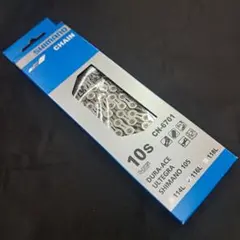 SHIMANO
CHAIN
10s
CN-6701
DURA-ACE
ULTEGRA
SHIMANO 105
114L
116L
118L